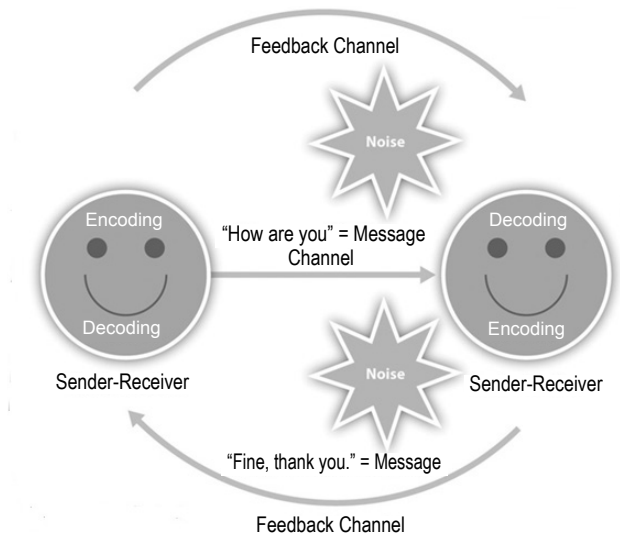 Feedback Channel
Noise
Encoding
Decoding
“How are you” = Message
Channel
Decoding
Encoding
Noise
Sender-Receiver
Sender-Receiver
“Fine, thank you.” = Message
Feedback Channel